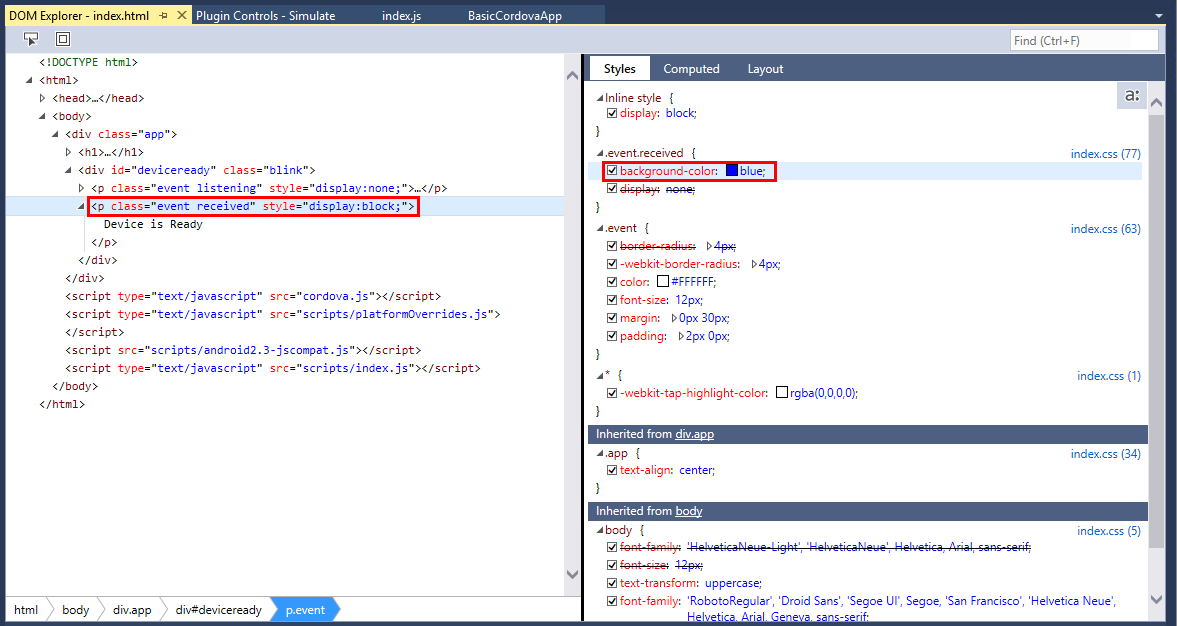 DOM Explorer - index.html Plugin Controls - Simulate index.js BasicCordovaApp
Find (Ctrl+F)
<!DOCTYPE html>
<html>
<head>…</head>
<body>
<div class="app">
<h1>…</h1>
<div id="deviceready" class="blink">
<p class="event listening" style="display:none;">…</p>
<p class="event received" style="display:block;">
Device is Ready
</p>
</div>
</div>
<script type="text/javascript" src="cordova.js"></script>
<script type="text/javascript" src="scripts/platformOverrides.js">
</script>
<script src="scripts/android2.3-jscompat.js"></script>
<script type="text/javascript" src="scripts/index.js"></script>
</body>
</html>
html body div.app div#deviceready p.event
Styles Computed Layout
a:
Inline style {
display: block;
}
.event.received { index.css (77)
background-color: blue;
display: none;
}
.event { index.css (63)
border-radius: 4px;
-webkit-border-radius: 4px;
color: #FFFFFF;
font-size: 12px;
margin: 0px 30px;
padding: 2px 0px;
}
* { index.css (1)
-webkit-tap-highlight-color: rgba(0,0,0,0);
}
Inherited from div.app
.app { index.css (34)
text-align: center;
}
Inherited from body
body { index.css (5)
font-family: 'HelveticaNeue-Light', 'HelveticaNeue', Helvetica, Arial, sans-serif;
font-size: 12px;
text-transform: uppercase;
font-family: 'RobotoRegular', 'Droid Sans', 'Segoe UI', Segoe, 'San Francisco', 'Helvetica Neue',
Helvetica, Arial, Geneva, sans-serif;